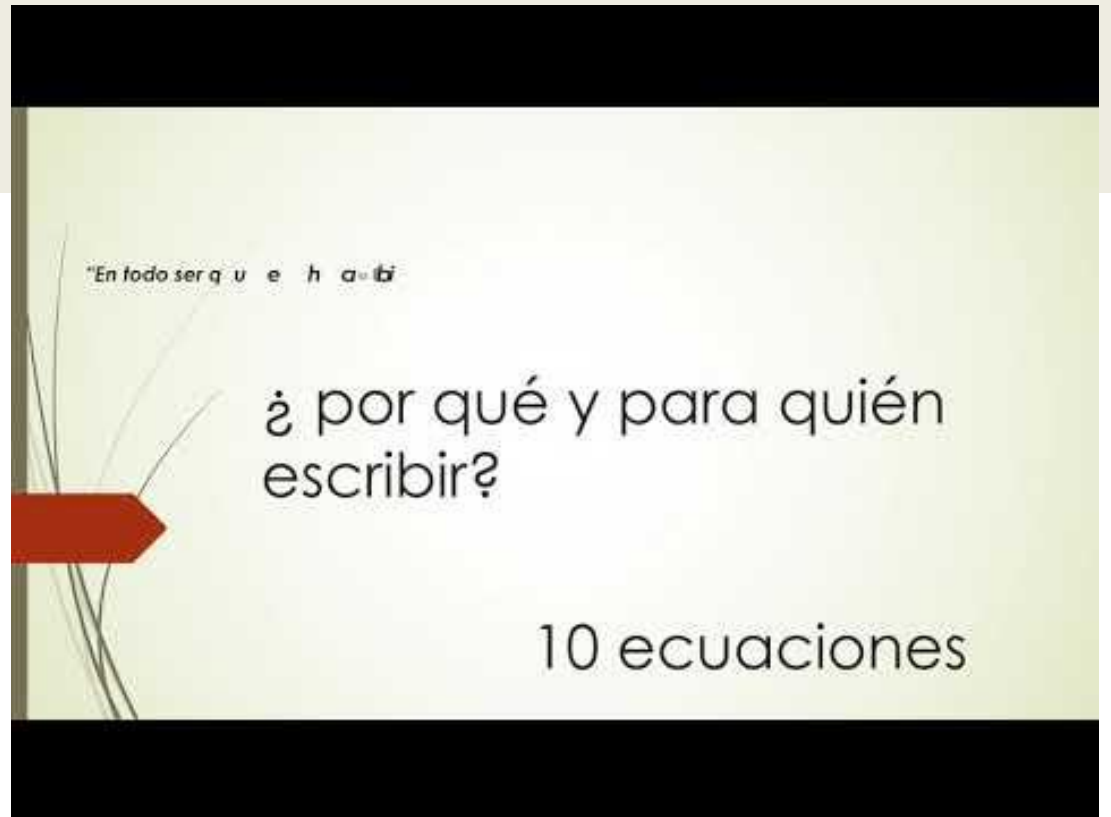 “En todo ser q u e h a
¿ por qué y para quién
escribir?
10 ecuaciones